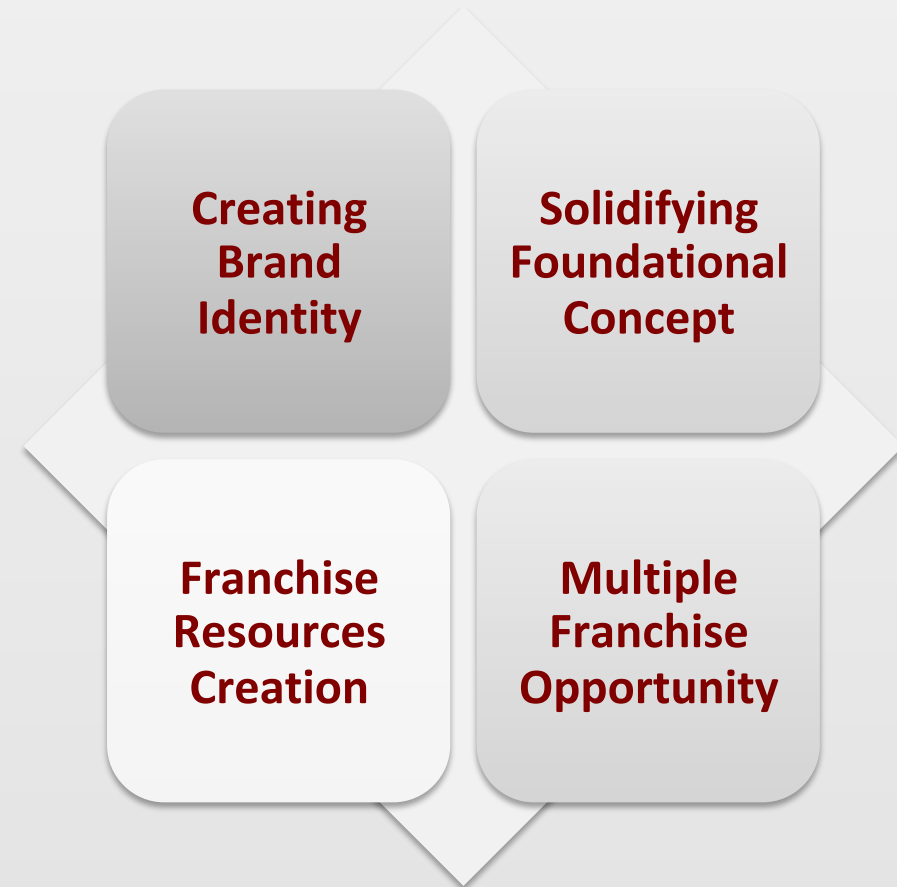 Creating
Brand
Identity
Solidifying
Foundational
Concept
Franchise
Resources
Creation
Multiple
Franchise
Opportunity